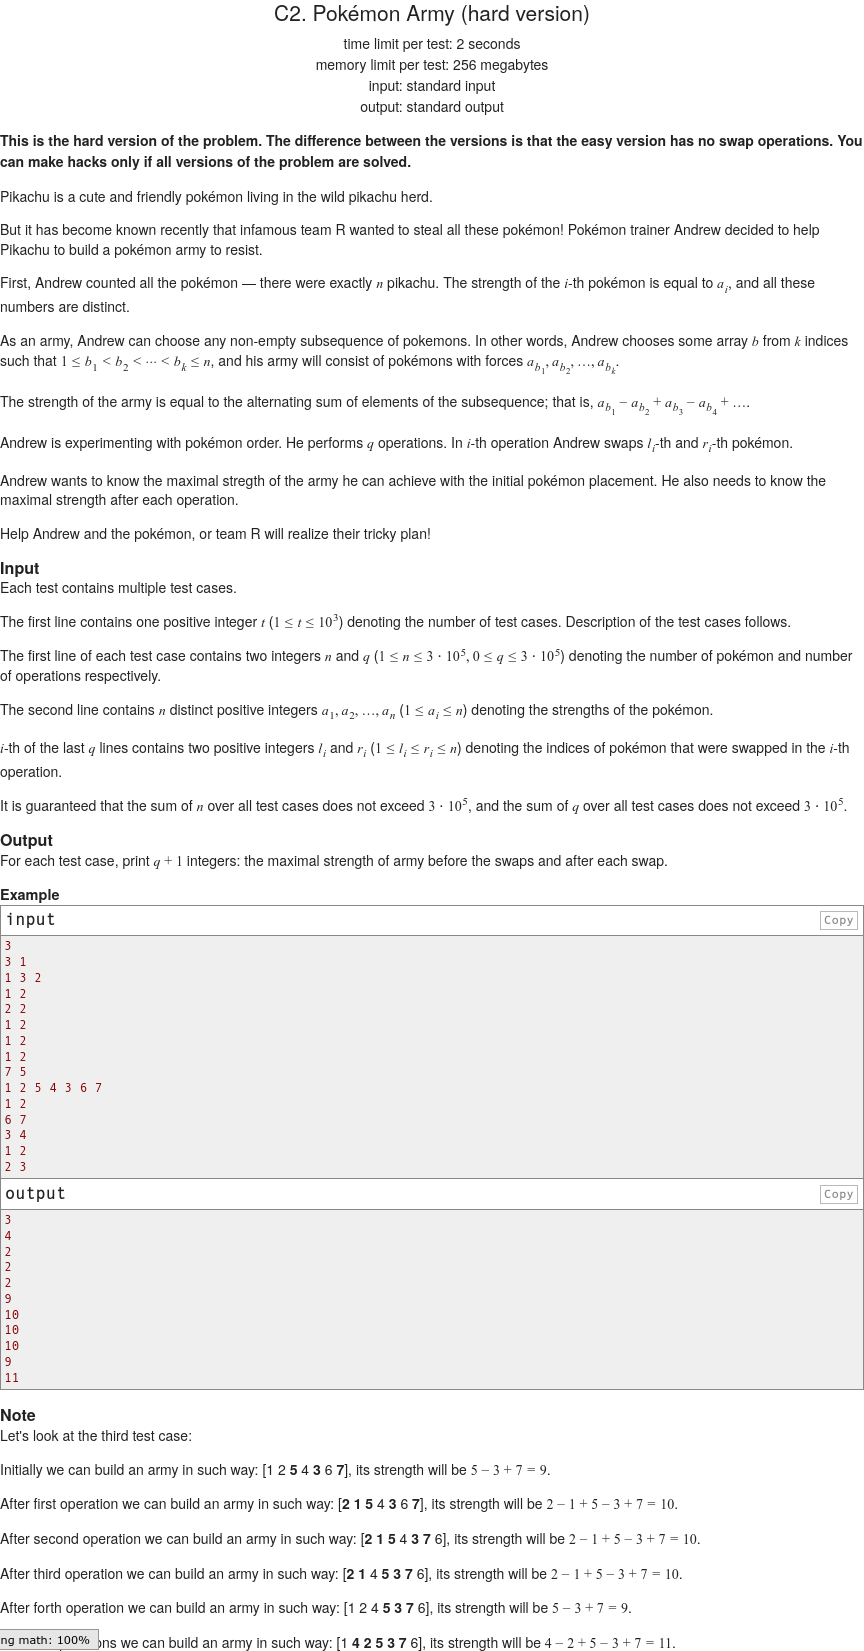 C2. Pokémon Army (hard version)
time limit per test: 2 seconds
memory limit per test: 256 megabytes
input: standard input
output: standard output
This is the hard version of the problem. The difference between the versions is that the easy version has no swap operations. You
can make hacks only if all versions of the problem are solved.
Pikachu is a cute and friendly pokémon living in the wild pikachu herd.
But it has become known recently that infamous team R wanted to steal all these pokémon! Pokémon trainer Andrew decided to help
Pikachu to build a pokémon army to resist.
First, Andrew counted all the pokémon — there were exactly n pikachu. The strength of the i-th pokémon is equal to a_i, and all these
numbers are distinct.
As an army, Andrew can choose any non-empty subsequence of pokemons. In other words, Andrew chooses some array b from k indices
such that 1 ≤ b_1 < b_2 < ⋯ < b_k ≤ n, and his army will consist of pokémons with forces a_{b_1}, a_{b_2}, …, a_{b_k}.
The strength of the army is equal to the alternating sum of elements of the subsequence; that is, a_{b_1} − a_{b_2} + a_{b_3} − a_{b_4} + ….
Andrew is experimenting with pokémon order. He performs q operations. In i-th operation Andrew swaps l_i-th and r_i-th pokémon.
Andrew wants to know the maximal stregth of the army he can achieve with the initial pokémon placement. He also needs to know the
maximal strength after each operation.
Help Andrew and the pokémon, or team R will realize their tricky plan!
Input
Each test contains multiple test cases.
The first line contains one positive integer t (1 ≤ t ≤ 10^3) denoting the number of test cases. Description of the test cases follows.
The first line of each test case contains two integers n and q (1 ≤ n ≤ 3 · 10^5, 0 ≤ q ≤ 3 · 10^5) denoting the number of pokémon and number
of operations respectively.
The second line contains n distinct positive integers a_1, a_2, …, a_n (1 ≤ a_i ≤ n) denoting the strengths of the pokémon.
i-th of the last q lines contains two positive integers l_i and r_i (1 ≤ l_i ≤ r_i ≤ n) denoting the indices of pokémon that were swapped in the i-th
operation.
It is guaranteed that the sum of n over all test cases does not exceed 3 · 10^5, and the sum of q over all test cases does not exceed 3 · 10^5.
Output
For each test case, print q + 1 integers: the maximal strength of army before the swaps and after each swap.
Example
input Copy
3
3 1
1 3 2
1 2
2 2
1 2
1 2
1 2
7 5
1 2 5 4 3 6 7
1 2
6 7
3 4
1 2
2 3
output Copy
3
4
2
2
2
9
10
10
10
9
11
Note
Let's look at the third test case:
Initially we can build an army in such way: [1 2 5 4 3 6 7], its strength will be 5 − 3 + 7 = 9.
After first operation we can build an army in such way: [2 1 5 4 3 6 7], its strength will be 2 − 1 + 5 − 3 + 7 = 10.
After second operation we can build an army in such way: [2 1 5 4 3 7 6], its strength will be 2 − 1 + 5 − 3 + 7 = 10.
After third operation we can build an army in such way: [2 1 4 5 3 7 6], its strength will be 2 − 1 + 5 − 3 + 7 = 10.
After forth operation we can build an army in such way: [1 2 4 5 3 7 6], its strength will be 5 − 3 + 7 = 9.
ng math: 100% ons we can build an army in such way: [1 4 2 5 3 7 6], its strength will be 4 − 2 + 5 − 3 + 7 = 11.